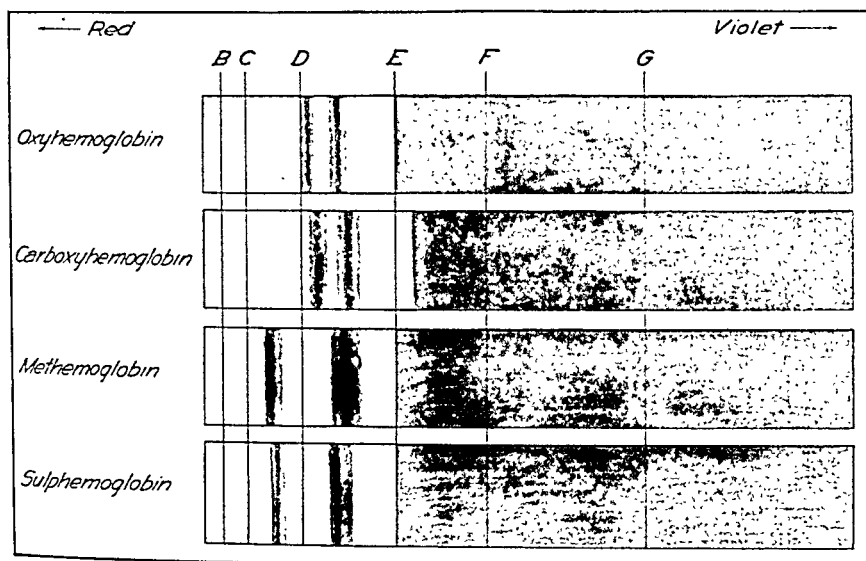 Red Violet
B C D E F G
Oxyhemoglobin
Carboxyhemoglobin
Methemoglobin
Sulphemoglobin